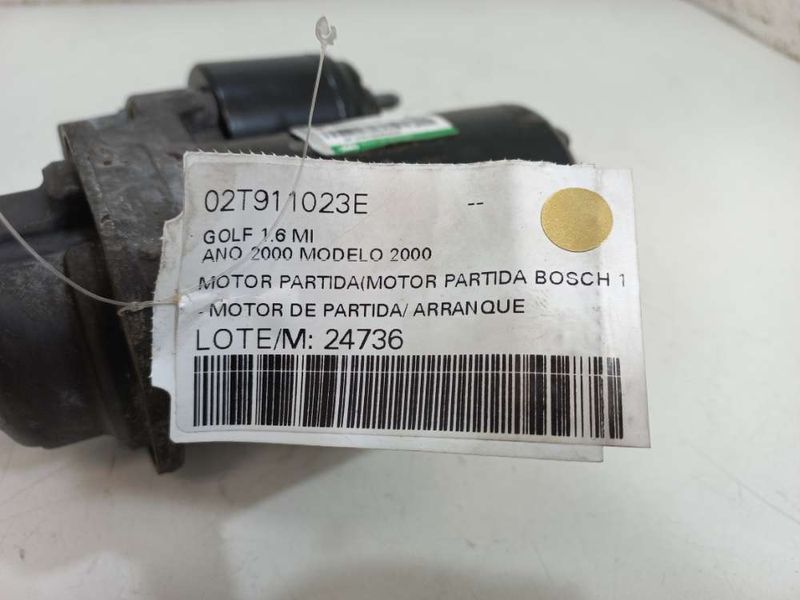 02T911023E --
GOLF 1.6 MI
ANO 2000 MODELO 2000
MOTOR PARTIDA(MOTOR PARTIDA BOSCH 1
- MOTOR DE PARTIDA/ ARRANQUE
LOTE/M: 24736